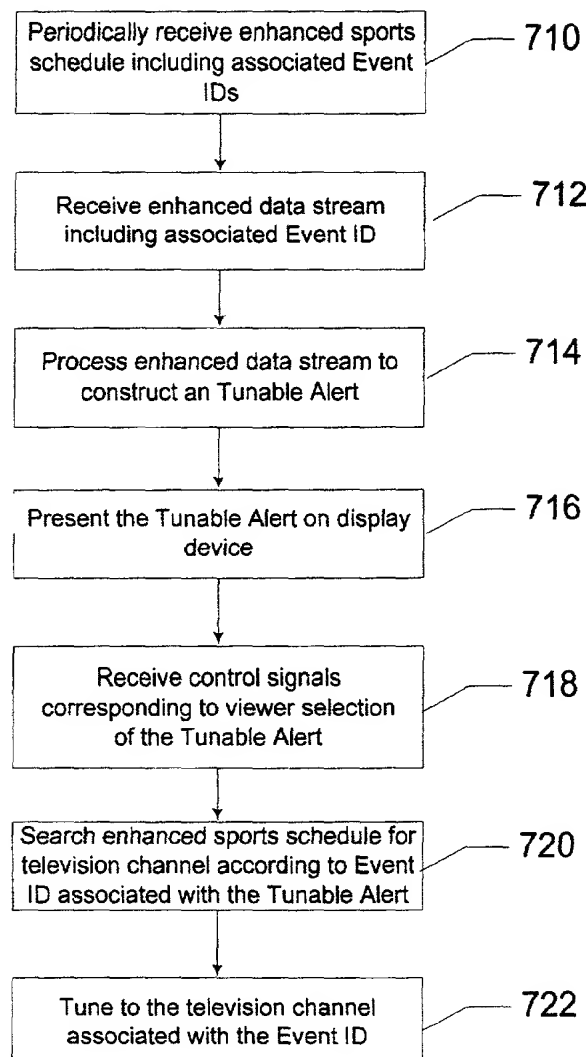 Periodically receive enhanced sports
schedule including associated Event
IDs
710
Receive enhanced data stream
including associated Event ID
712
Process enhanced data stream to
construct an Tunable Alert
714
Present the Tunable Alert on display
device
716
Receive control signals
corresponding to viewer selection
of the Tunable Alert
718
Search enhanced sports schedule for
television channel according to Event
ID associated with the Tunable Alert
720
Tune to the television channel
associated with the Event ID
722